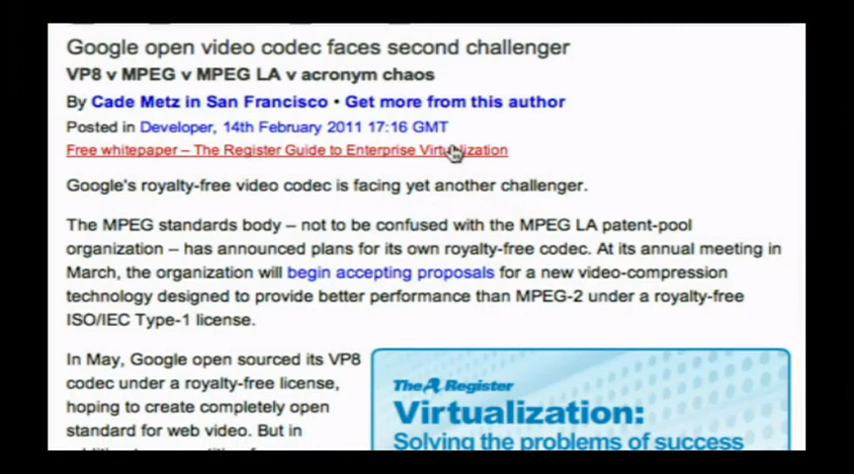 Google open video codec faces second challenger
VP8 v MPEG v MPEG LA v acronym chaos
By Cade Metz in San Francisco • Get more from this author
Posted in Developer, 14th February 2011 17:16 GMT
Free whitepaper – The Register Guide to Enterprise Virtualization
Google's royalty-free video codec is facing yet another challenger.
The MPEG standards body – not to be confused with the MPEG LA patent-pool
organization – has announced plans for its own royalty-free codec. At its annual meeting in
March, the organization will begin accepting proposals for a new video-compression
technology designed to provide better performance than MPEG-2 under a royalty-free
ISO/IEC Type-1 license.
In May, Google open sourced its VP8
codec under a royalty-free license,
hoping to create completely open
standard for web video. But in
The Register
Virtualization:
Solving the problems of success